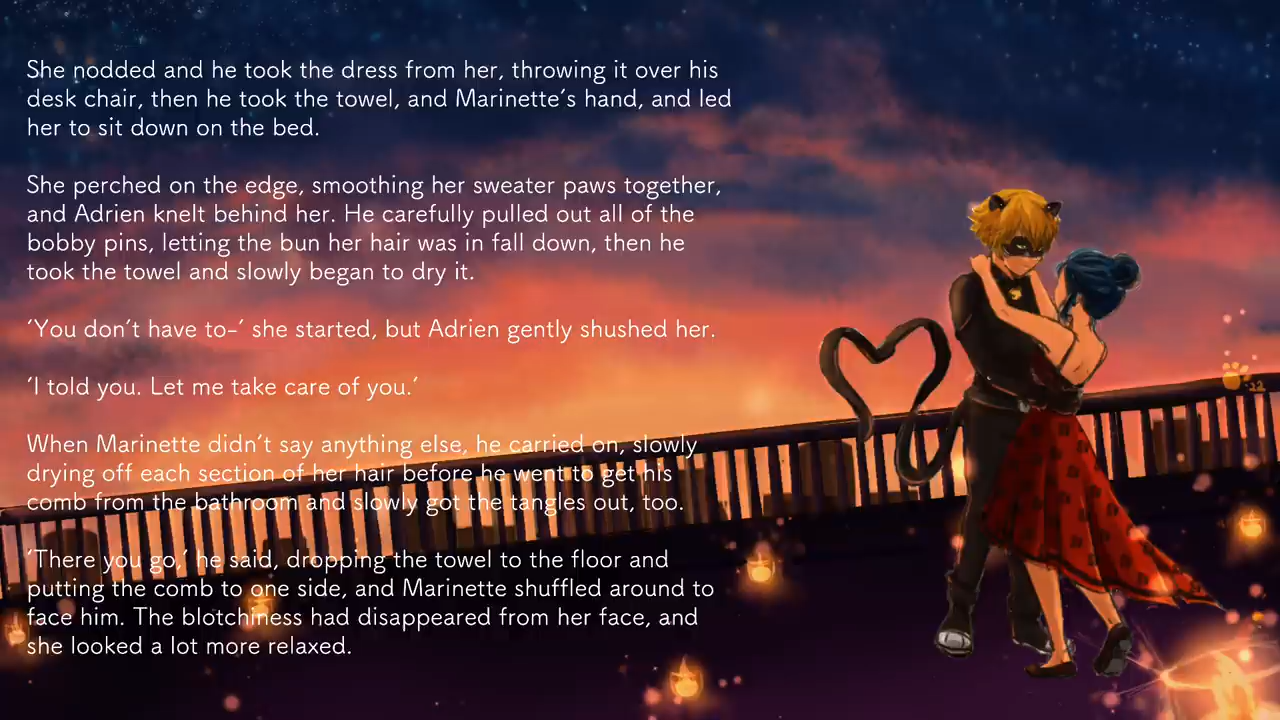 She nodded and he took the dress from her, throwing it over his
desk chair, then he took the towel, and Marinette's hand, and led
her to sit down on the bed.
She perched on the edge, smoothing her sweater paws together,
and Adrien knelt behind her. He carefully pulled out all of the
bobby pins, letting the bun her hair was in fall down, then he
took the towel and slowly began to dry it.
'You don't have to-' she started, but Adrien gently shushed her.
'I told you. Let me take care of you.'
When Marinette didn't say anything else, he carried on, slowly
drying off each section of her hair before he went to get his
comb from the bathroom and slowly got the tangles out, too.
'There you go,' he said, dropping the towel to the floor and
putting the comb to one side, and Marinette shuffled around to
face him. The blotchiness had disappeared from her face, and
she looked a lot more relaxed.
'22